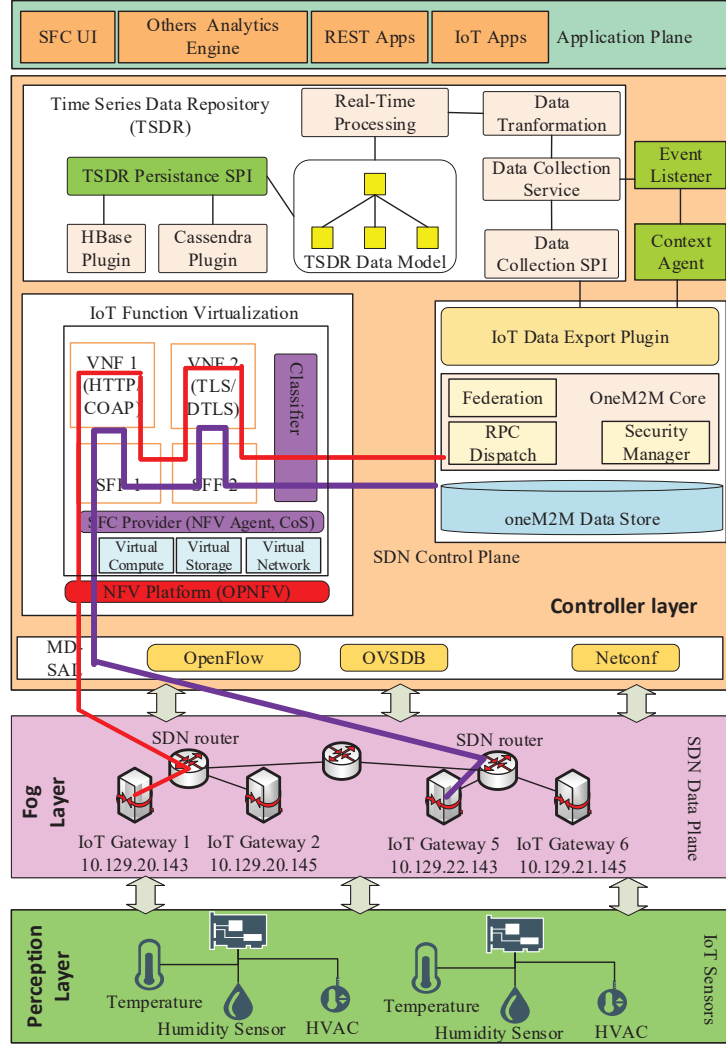 SFC UI
Others Analytics
Engine
REST Apps
IoT Apps
Application Plane
Time Series Data Repository
(TSDR)
Real-Time
Processing
Data
Tranformation
TSDR Persistance SPI
Data Collection
Service
Event
Listener
HBase
Plugin
Cassendra
Plugin
TSDR Data Model
Data
Collection SPI
Context
Agent
IoT Function Virtualization
VNF 1
(HTTP/
COAP)
VNF 2
(TLS/
DTLS)
Classifier
SFF 1
SFF 2
SFC Provider (NFV Agent, CoS)
Virtual
Compute
Virtual
Storage
Virtual
Network
NFV Platform (OPNFV)
IoT Data Export Plugin
Federation
OneM2M Core
RPC
Dispatch
Security
Manager
oneM2M Data Store
SDN Control Plane
Controller layer
MD-
SAL
OpenFlow
OVSDB
Netconf
Fog
Layer
SDN router
SDN router
SDN Data Plane
IoT Gateway 1
10.129.20.143
IoT Gateway 2
10.129.20.145
IoT Gateway 5
10.129.22.143
IoT Gateway 6
10.129.21.145
Perception
Layer
Temperature
Humidity Sensor
HVAC
Temperature
Humidity Sensor
HVAC
IoT Sensors